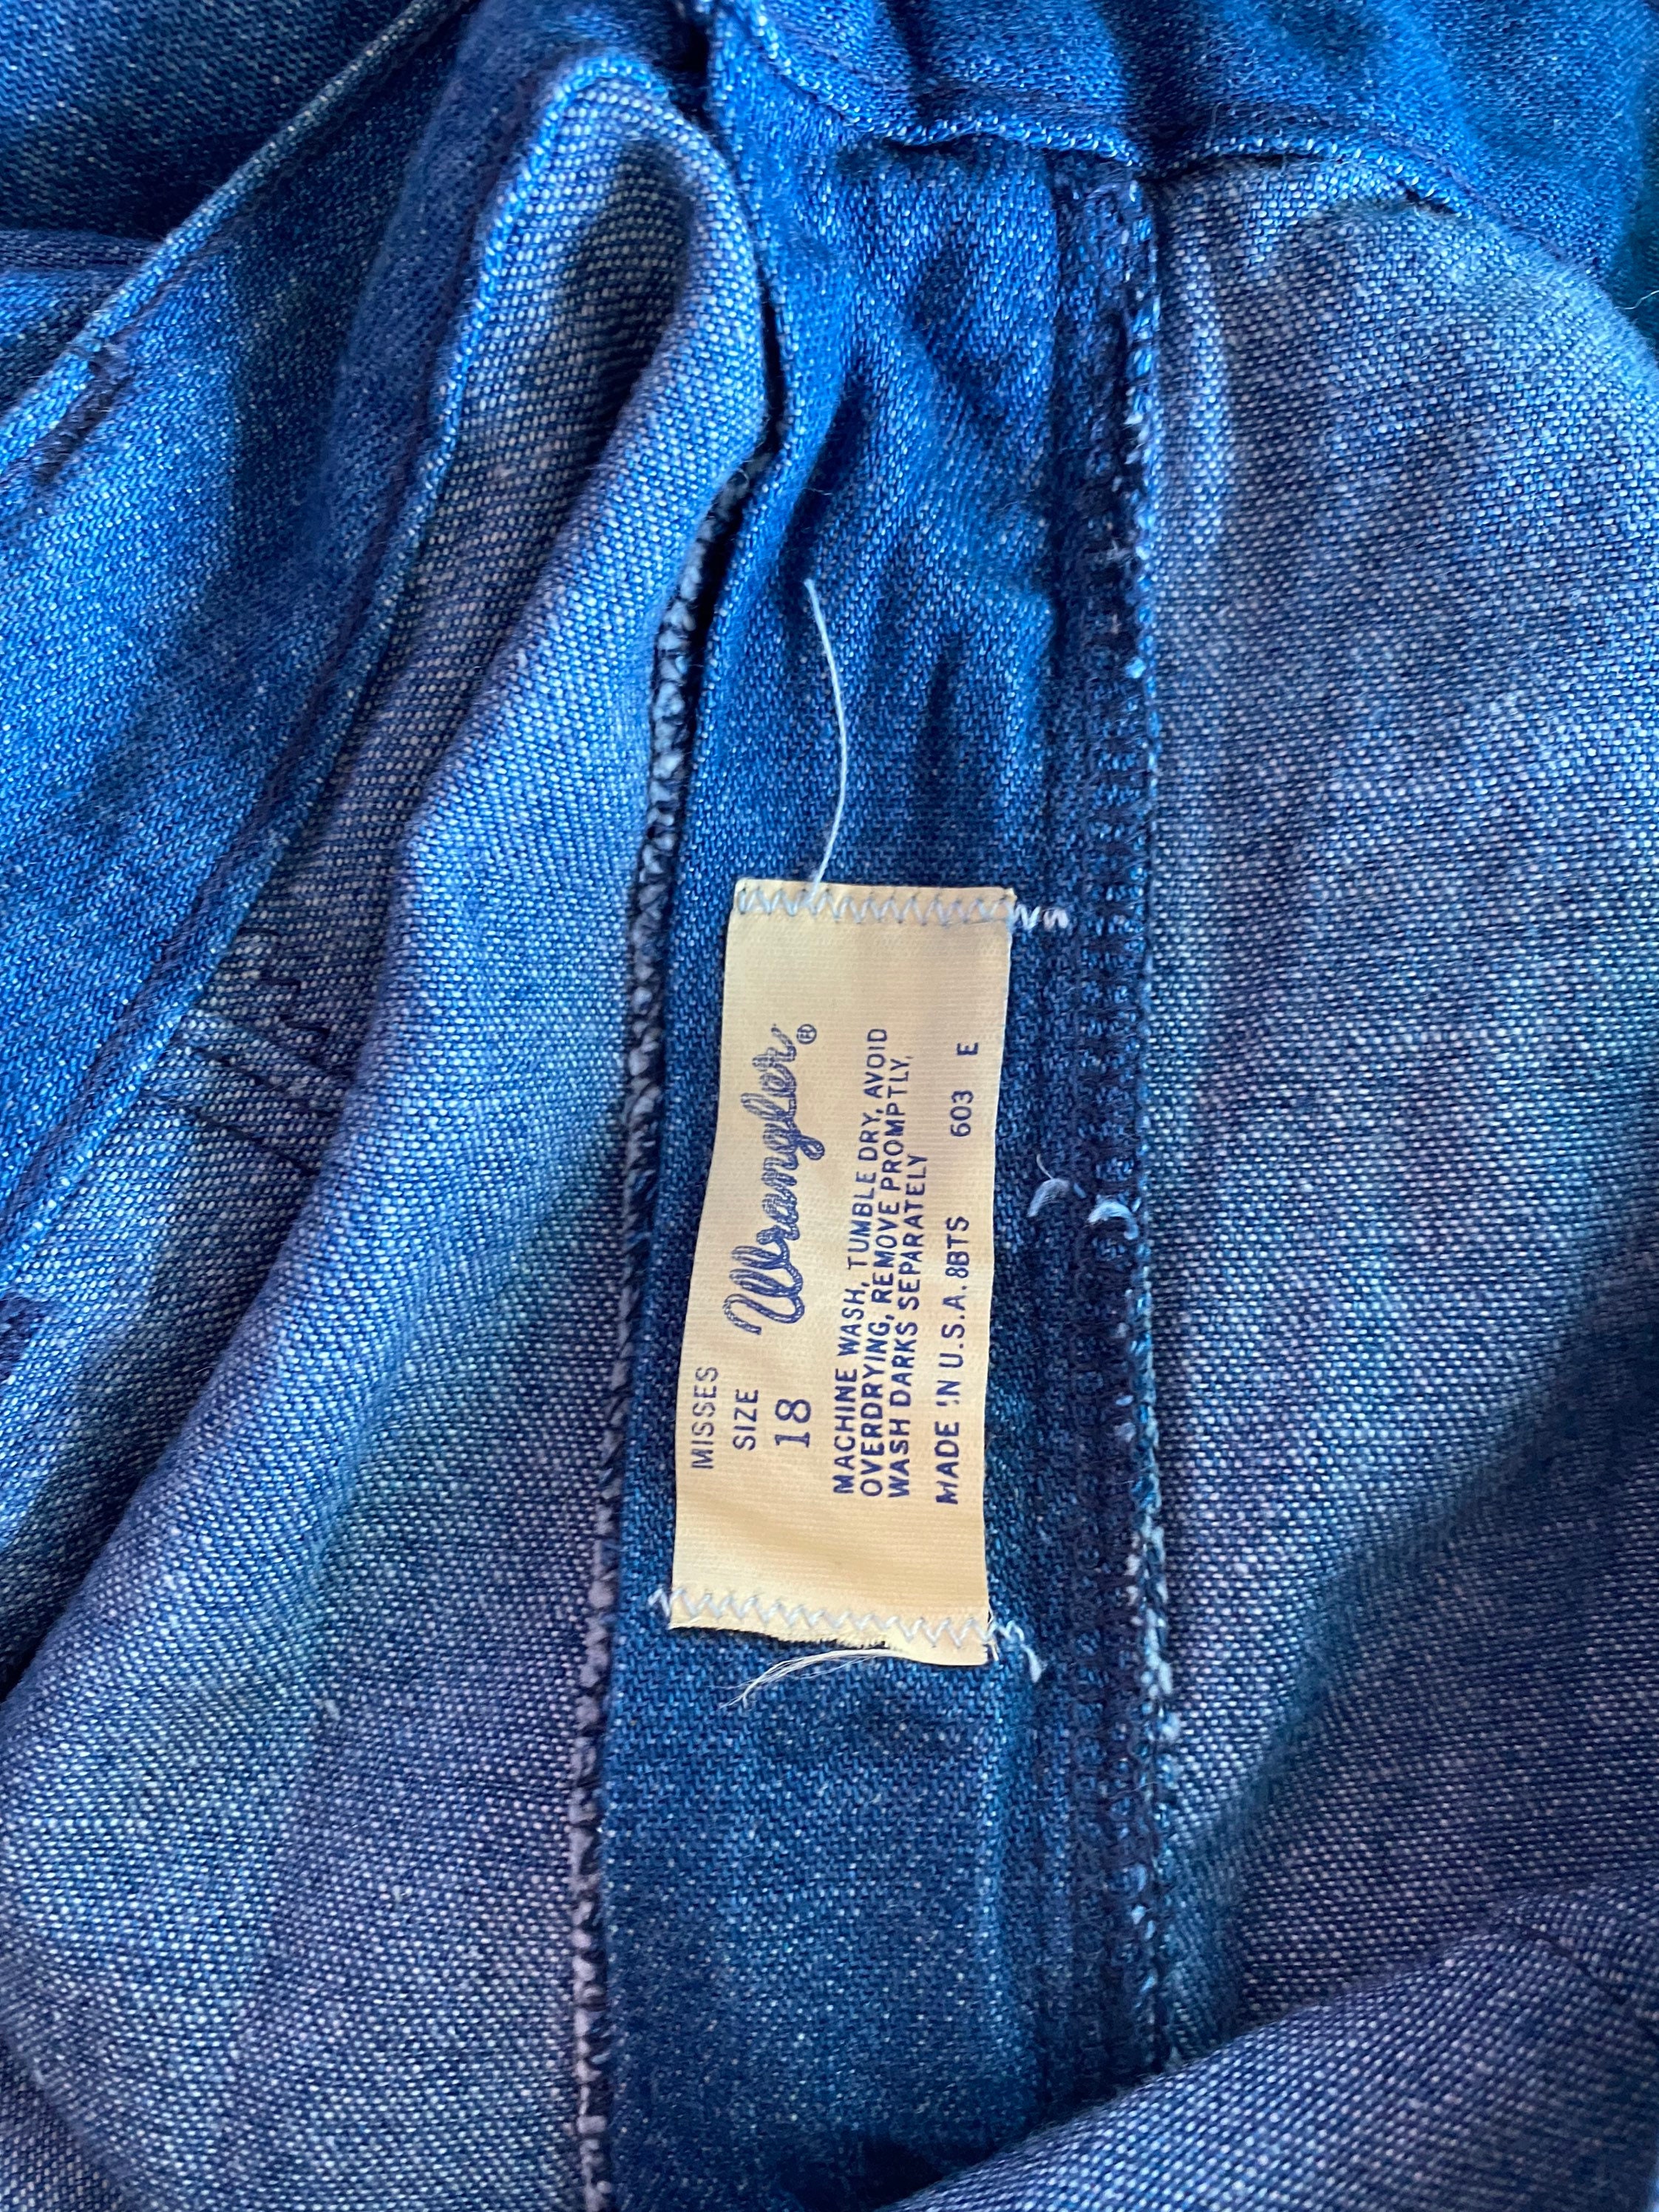 MISSES
SIZE Wrangler®
18
MACHINE WASH, TUMBLE DRY, AVOID
OVERDRYING, REMOVE PROMPTLY,
WASH DARKS SEPARATELY
MADE IN U.S.A. 8BTS 603 E